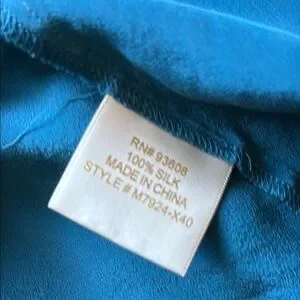 RN# 93608
100% SILK
MADE IN CHINA
STYLE # M7924-X40